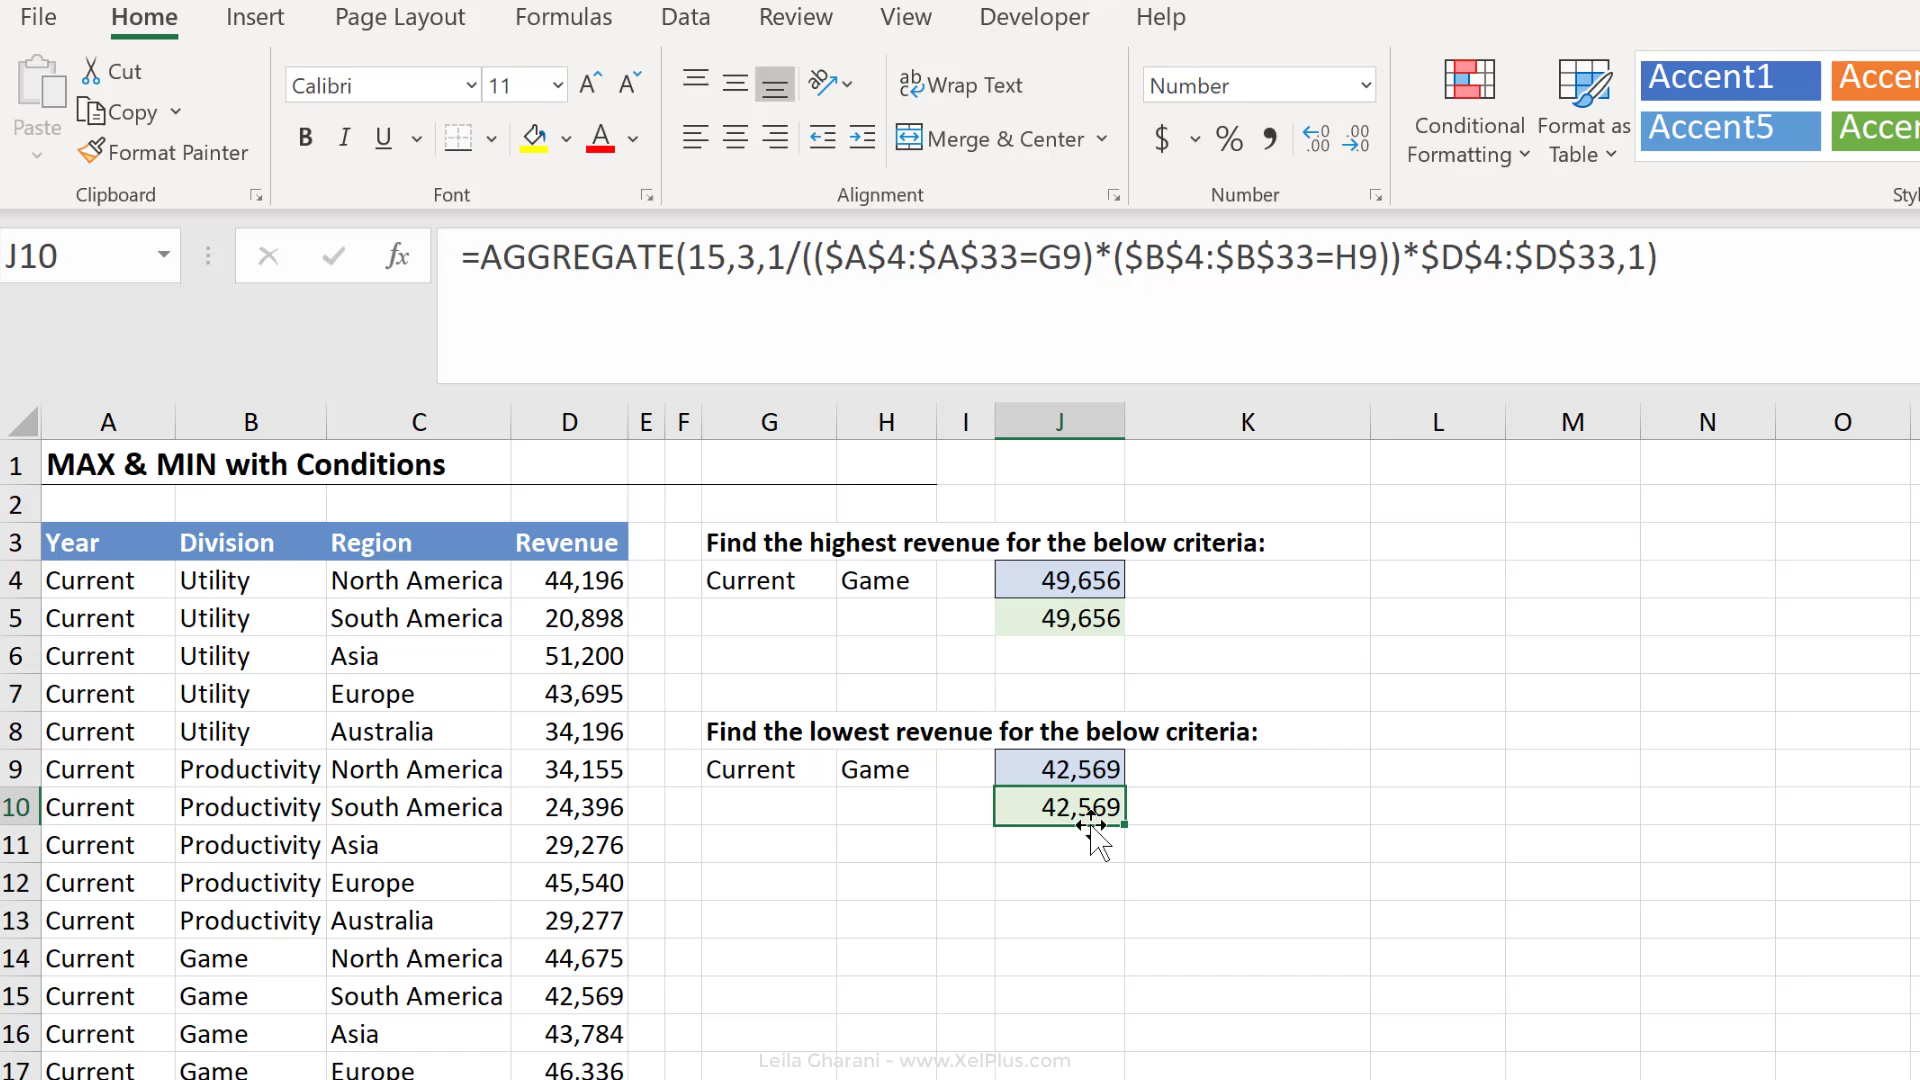 File Home Insert Page Layout Formulas Data Review View Developer Help
Paste Cut
Copy
Format Painter
Clipboard
Calibri 11 A A
B I U A
Font
ab Wrap Text
Merge & Center
Alignment
Number
$ % , .00 .00
Number
Conditional Formatting
Format as Table
Accent1 Accen
Accent5 Accen
Styl
J10 fx =AGGREGATE(15,3,1/(($A$4:$A$33=G9)*($B$4:$B$33=H9))*$D$4:$D$33,1)
A B C D E F G H I J K L M N O
1 MAX & MIN with Conditions
2
3 Year Division Region Revenue Find the highest revenue for the below criteria:
4 Current Utility North America 44,196 Current Game 49,656
5 Current Utility South America 20,898 49,656
6 Current Utility Asia 51,200
7 Current Utility Europe 43,695
8 Current Utility Australia 34,196 Find the lowest revenue for the below criteria:
9 Current Productivity North America 34,155 Current Game 42,569
10 Current Productivity South America 24,396 42,569
11 Current Productivity Asia 29,276
12 Current Productivity Europe 45,540
13 Current Productivity Australia 29,277
14 Current Game North America 44,675
15 Current Game South America 42,569
16 Current Game Asia 43,784
17 Current Game Europe 46,336
Leila Gharani - www.XelPlus.com